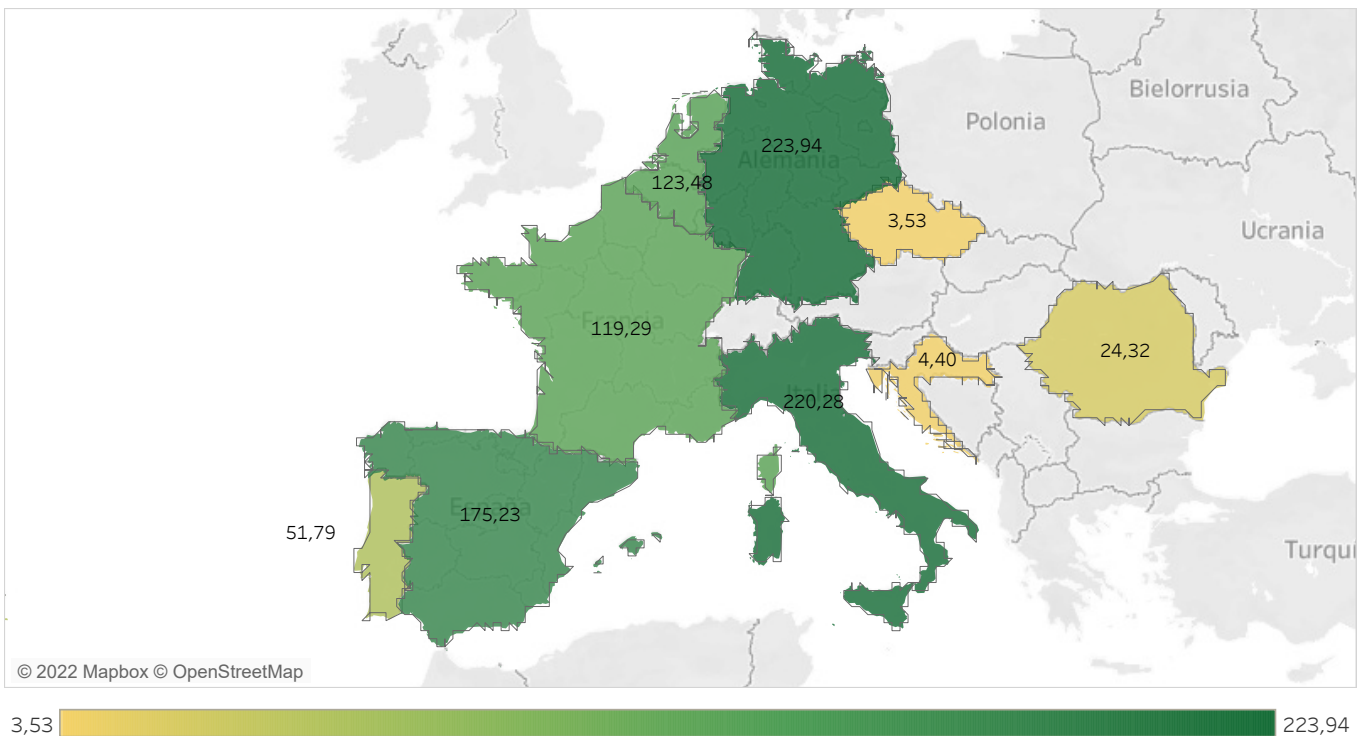 Bielorrusia
Polonia
223,94
Alemania
123,48
3,53
Ucrania
Francia
119,29
24,32
4,40
Italia
220,28
España
175,23
51,79
Turquí
© 2022 Mapbox © OpenStreetMap
3,53
223,94